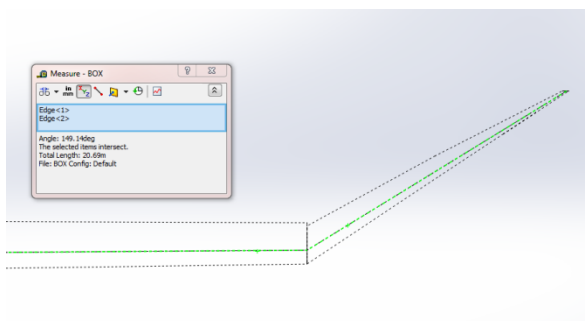 Measure - BOX
in
mm
Edge<1>
Edge<2>
Angle: 149.14deg
The selected items intersect.
Total Length: 20.69m
File: BOX Config: Default